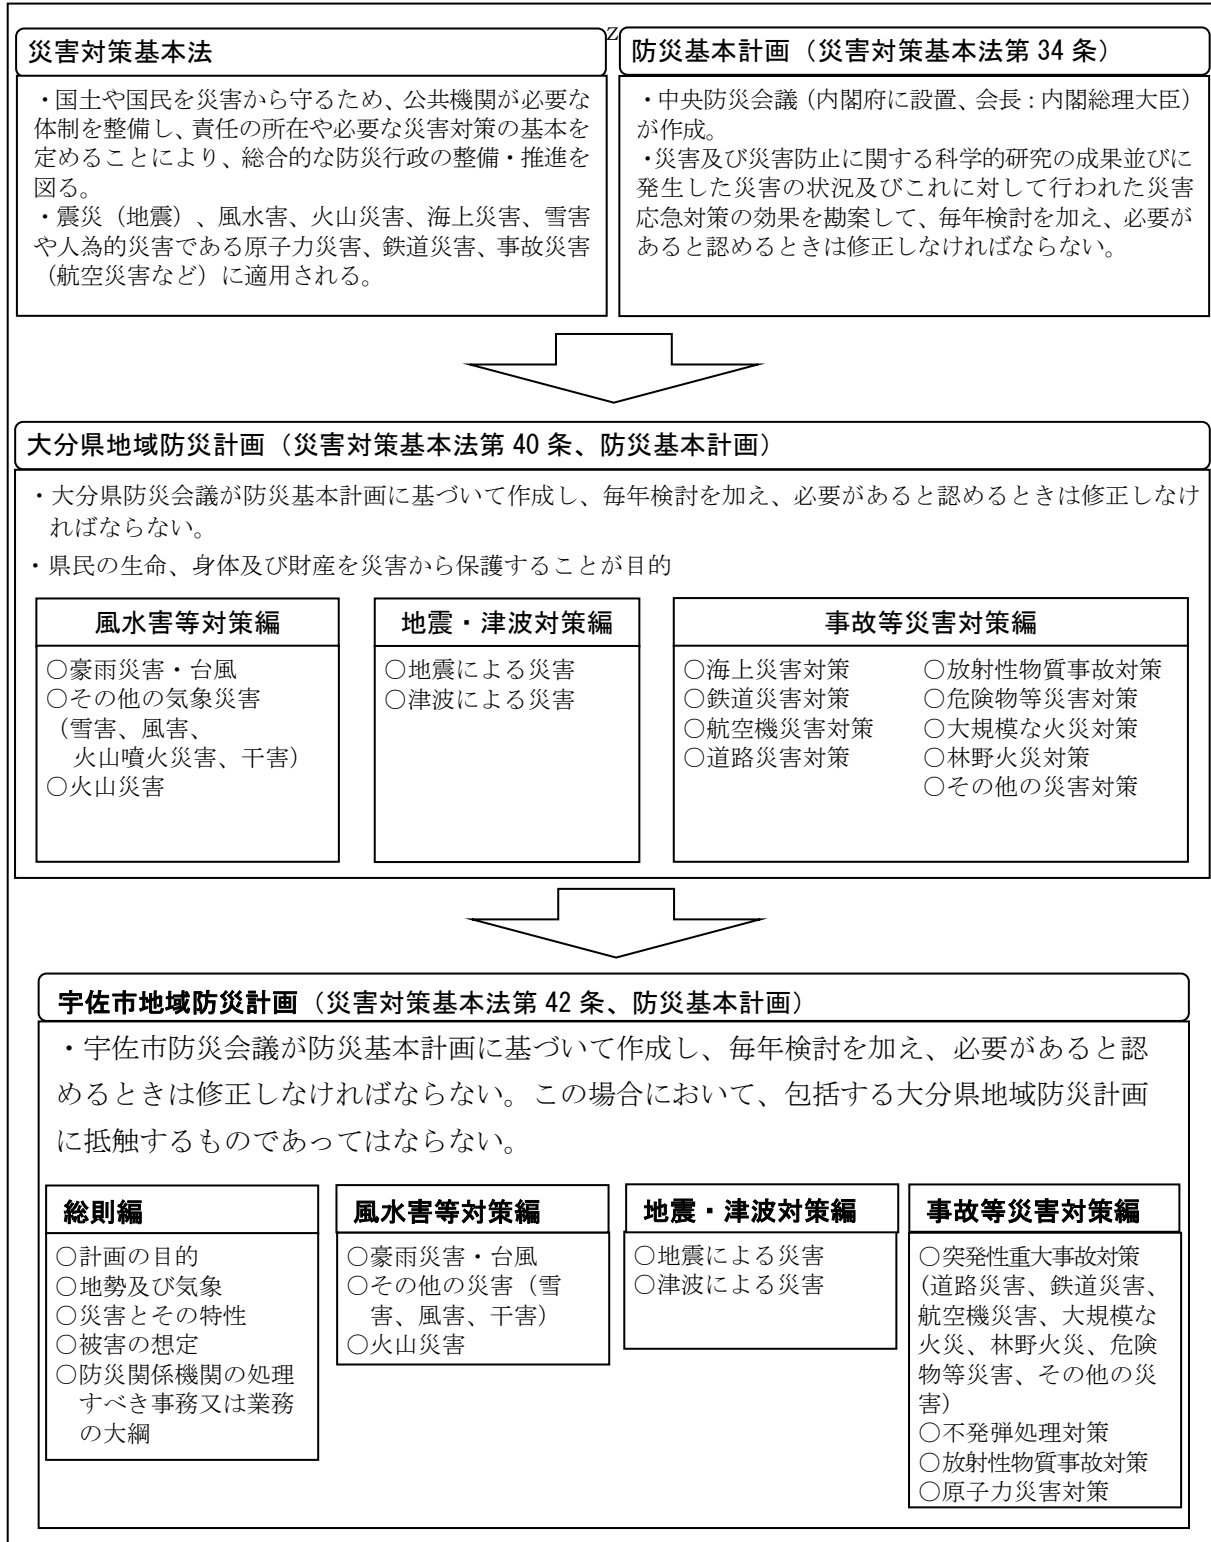 z
災害対策基本法
・国土や国民を災害から守るため、公共機関が必要な
体制を整備し、責任の所在や必要な災害対策の基本を
定めることにより、総合的な防災行政の整備・推進を
図る。
・震災（地震）、風水害、火山災害、海上災害、雪害
や人為的災害である原子力災害、鉄道災害、事故災害
（航空災害など）に適用される。
防災基本計画（災害対策基本法第 34 条）
・中央防災会議（内閣府に設置、会長：内閣総理大臣）
が作成。
・災害及び災害防止に関する科学的研究の成果並びに
発生した災害の状況及びこれに対して行われた災害
応急対策の効果を勘案して、毎年検討を加え、必要が
あると認めるときは修正しなければならない。
大分県地域防災計画（災害対策基本法第 40 条、防災基本計画）
・大分県防災会議が防災基本計画に基づいて作成し、毎年検討を加え、必要があると認めるときは修正しなけ
ればならない。
・県民の生命、身体及び財産を災害から保護することが目的
風水害等対策編
○豪雨災害・台風
○その他の気象災害
（雪害、風害、
火山噴火災害、干害）
○火山災害
地震・津波対策編
○地震による災害
○津波による災害
事故等災害対策編
○海上災害対策
○鉄道災害対策
○航空機災害対策
○道路災害対策
○放射性物質事故対策
○危険物等災害対策
○大規模な火災対策
○林野火災対策
○その他の災害対策
宇佐市地域防災計画（災害対策基本法第 42 条、防災基本計画）
・宇佐市防災会議が防災基本計画に基づいて作成し、毎年検討を加え、必要があると認
めるときは修正しなければならない。この場合において、包括する大分県地域防災計画
に抵触するものであってはならない。
総則編
○計画の目的
○地勢及び気象
○災害とその特性
○被害の想定
○防災関係機関の処理
すべき事務又は業務
の大綱
風水害等対策編
○豪雨災害・台風
○その他の災害（雪
害、風害、干害）
○火山災害
地震・津波対策編
○地震による災害
○津波による災害
事故等災害対策編
○突発性重大事故対策
（道路災害、鉄道災害、
航空機災害、大規模な
火災、林野火災、危険
物等災害、その他の災
害）
○不発弾処理対策
○放射性物質事故対策
○原子力災害対策